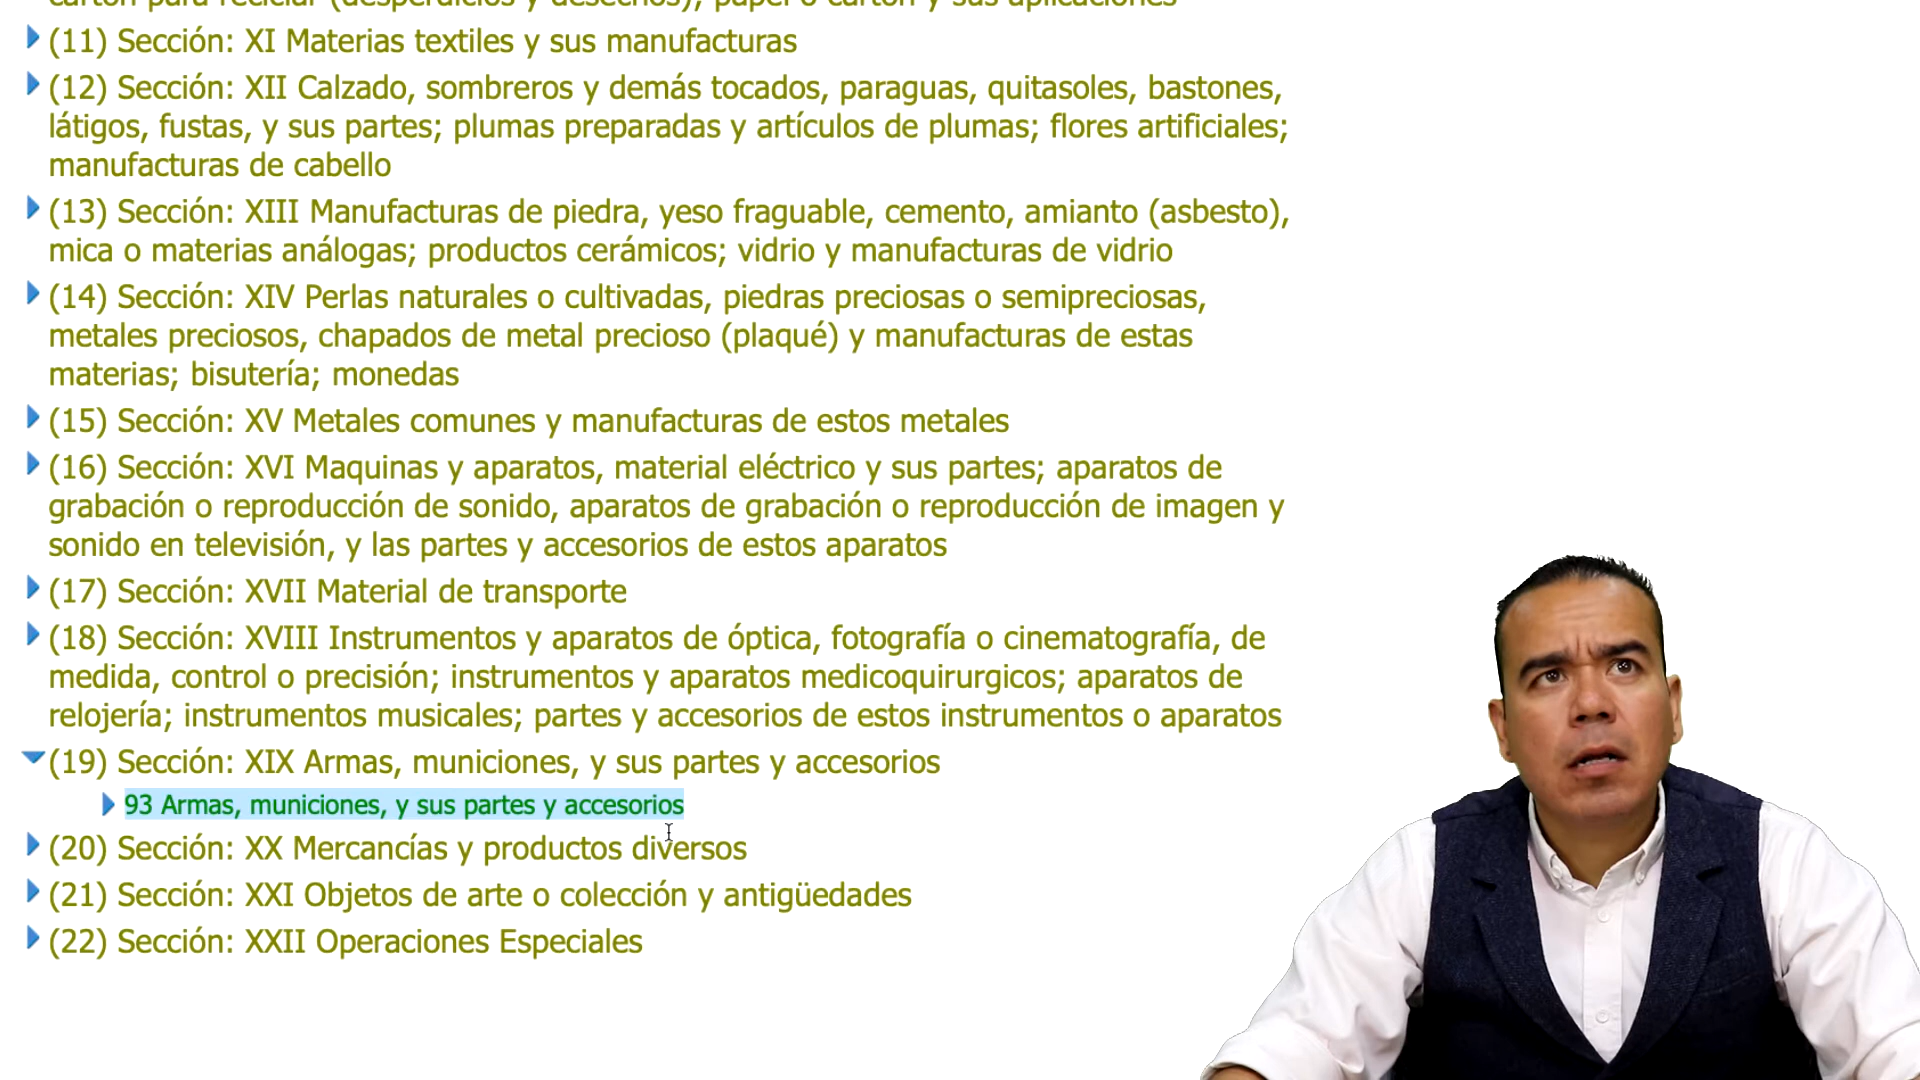 cartón para reciclar (desperdicios y desechos); papel o cartón y sus aplicaciones
(11) Sección: XI Materias textiles y sus manufacturas
(12) Sección: XII Calzado, sombreros y demás tocados, paraguas, quitasoles, bastones,
látigos, fustas, y sus partes; plumas preparadas y artículos de plumas; flores artificiales;
manufacturas de cabello
(13) Sección: XIII Manufacturas de piedra, yeso fraguable, cemento, amianto (asbesto),
mica o materias análogas; productos cerámicos; vidrio y manufacturas de vidrio
(14) Sección: XIV Perlas naturales o cultivadas, piedras preciosas o semipreciosas,
metales preciosos, chapados de metal precioso (plaqué) y manufacturas de estas
materias; bisutería; monedas
(15) Sección: XV Metales comunes y manufacturas de estos metales
(16) Sección: XVI Maquinas y aparatos, material eléctrico y sus partes; aparatos de
grabación o reproducción de sonido, aparatos de grabación o reproducción de imagen y
sonido en televisión, y las partes y accesorios de estos aparatos
(17) Sección: XVII Material de transporte
(18) Sección: XVIII Instrumentos y aparatos de óptica, fotografía o cinematografía, de
medida, control o precisión; instrumentos y aparatos medicoquirurgicos; aparatos de
relojería; instrumentos musicales; partes y accesorios de estos instrumentos o aparatos
(19) Sección: XIX Armas, municiones, y sus partes y accesorios
93 Armas, municiones, y sus partes y accesorios
(20) Sección: XX Mercancías y productos diversos
(21) Sección: XXI Objetos de arte o colección y antigüedades
(22) Sección: XXII Operaciones Especiales